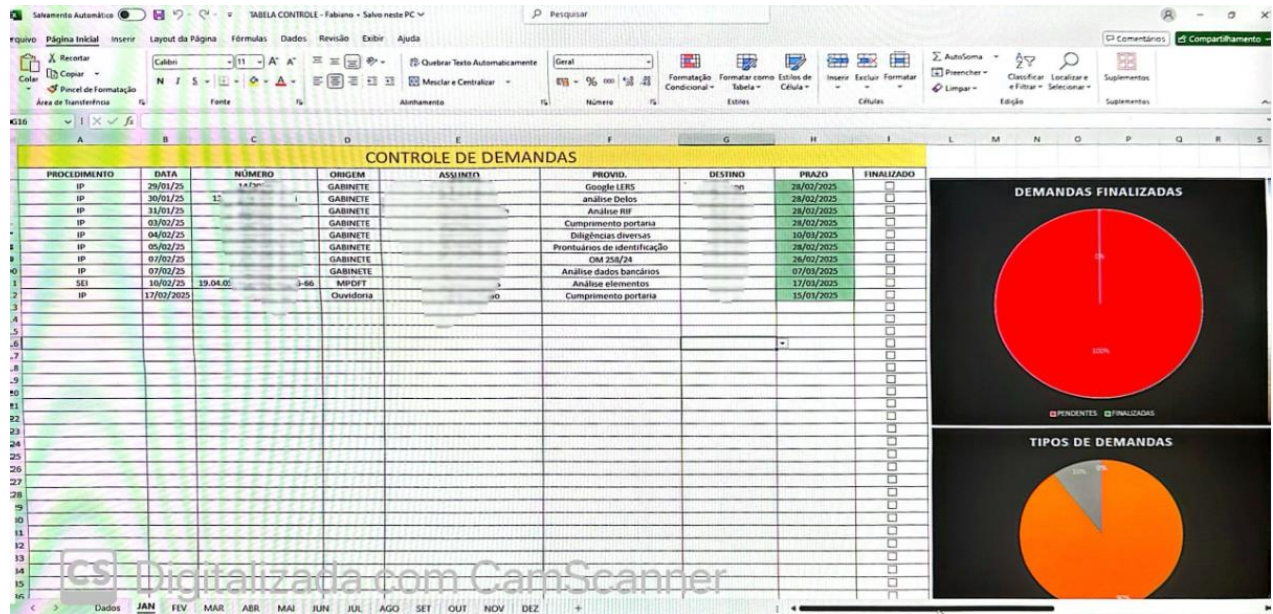 Salvamento Automático TABELA CONTROLE - Fabiano • Salvo neste PC Pesquisar
Página Inicial Inserir Layout da Página Fórmulas Dados Revisão Exibir Ajuda Comentários Compartilhamento
Colar Recortar Copiar Pincel de Formatação
Calibri 11
N I S
Quebrar Texto Automaticamente
Mesclar e Centralizar
Geral
% 000
Formatação Condicional Formatar como Tabela Estilos de Célula Inserir Excluir Formatar
AutoSoma
Preencher
Limpar
Classificar e Filtrar Localizar e Selecionar Suplementos
Área de Transferência Fonte Alinhamento Número Estilos Células Edição Suplementos
G16 fx
A B C D E F G H I L M N O P Q R S
CONTROLE DE DEMANDAS
PROCEDIMENTO DATA NÚMERO ORIGEM ASSUNTO PROVID. DESTINO PRAZO FINALIZADO
IP 29/01/25 GABINETE Google LERS 28/02/2025
IP 30/01/25 GABINETE análise Delos 28/02/2025
IP 31/01/25 GABINETE Análise RIF 28/02/2025
IP 03/02/25 GABINETE Cumprimento portaria 28/02/2025
IP 04/02/25 GABINETE Diligências diversas 10/03/2025
IP 05/02/25 GABINETE Prontuários de identificação 28/02/2025
IP 07/02/25 GABINETE OM 258/24 26/02/2025
IP 07/02/25 GABINETE Análise dados bancários 07/03/2025
SEI 10/02/25 MPDFT Análise elementos 17/03/2025
IP 17/02/2025 Ouvidoria Cumprimento portaria 15/03/2025
DEMANDAS FINALIZADAS
100%
PENDENTES FINALIZADAS
TIPOS DE DEMANDAS
10% 0%
CS Digitalizada com CamScanner
Dados JAN FEV MAR ABR MAI JUN JUL AGO SET OUT NOV DEZ +